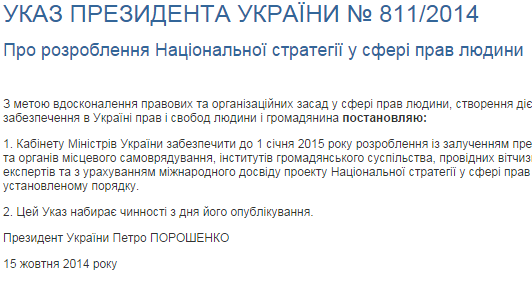 УКАЗ ПРЕЗИДЕНТА УКРАЇНИ № 811/2014
Про розроблення Національної стратегії у сфері прав людини
З метою вдосконалення правових та організаційних засад у сфері прав людини, створення діє
забезпечення в Україні прав і свобод людини і громадянина постановляю:
1. Кабінету Міністрів України забезпечити до 1 січня 2015 року розроблення із залученням пре
та органів місцевого самоврядування, інститутів громадянського суспільства, провідних вітчиз
експертів та з урахуванням міжнародного досвіду проекту Національної стратегії у сфері прав
установленому порядку.
2. Цей Указ набирає чинності з дня його опублікування.
Президент України Петро ПОРОШЕНКО
15 жовтня 2014 року